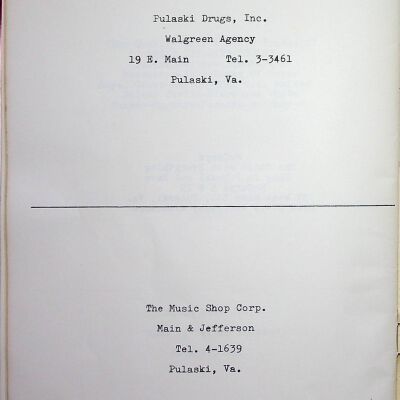 Pulaski Drugs, Inc.
Walgreen Agency
19 E. Main Tel. 3-3461
Pulaski, Va.
The Music Shop Corp.
Main & Jefferson
Tel. 4-1639
Pulaski, Va.